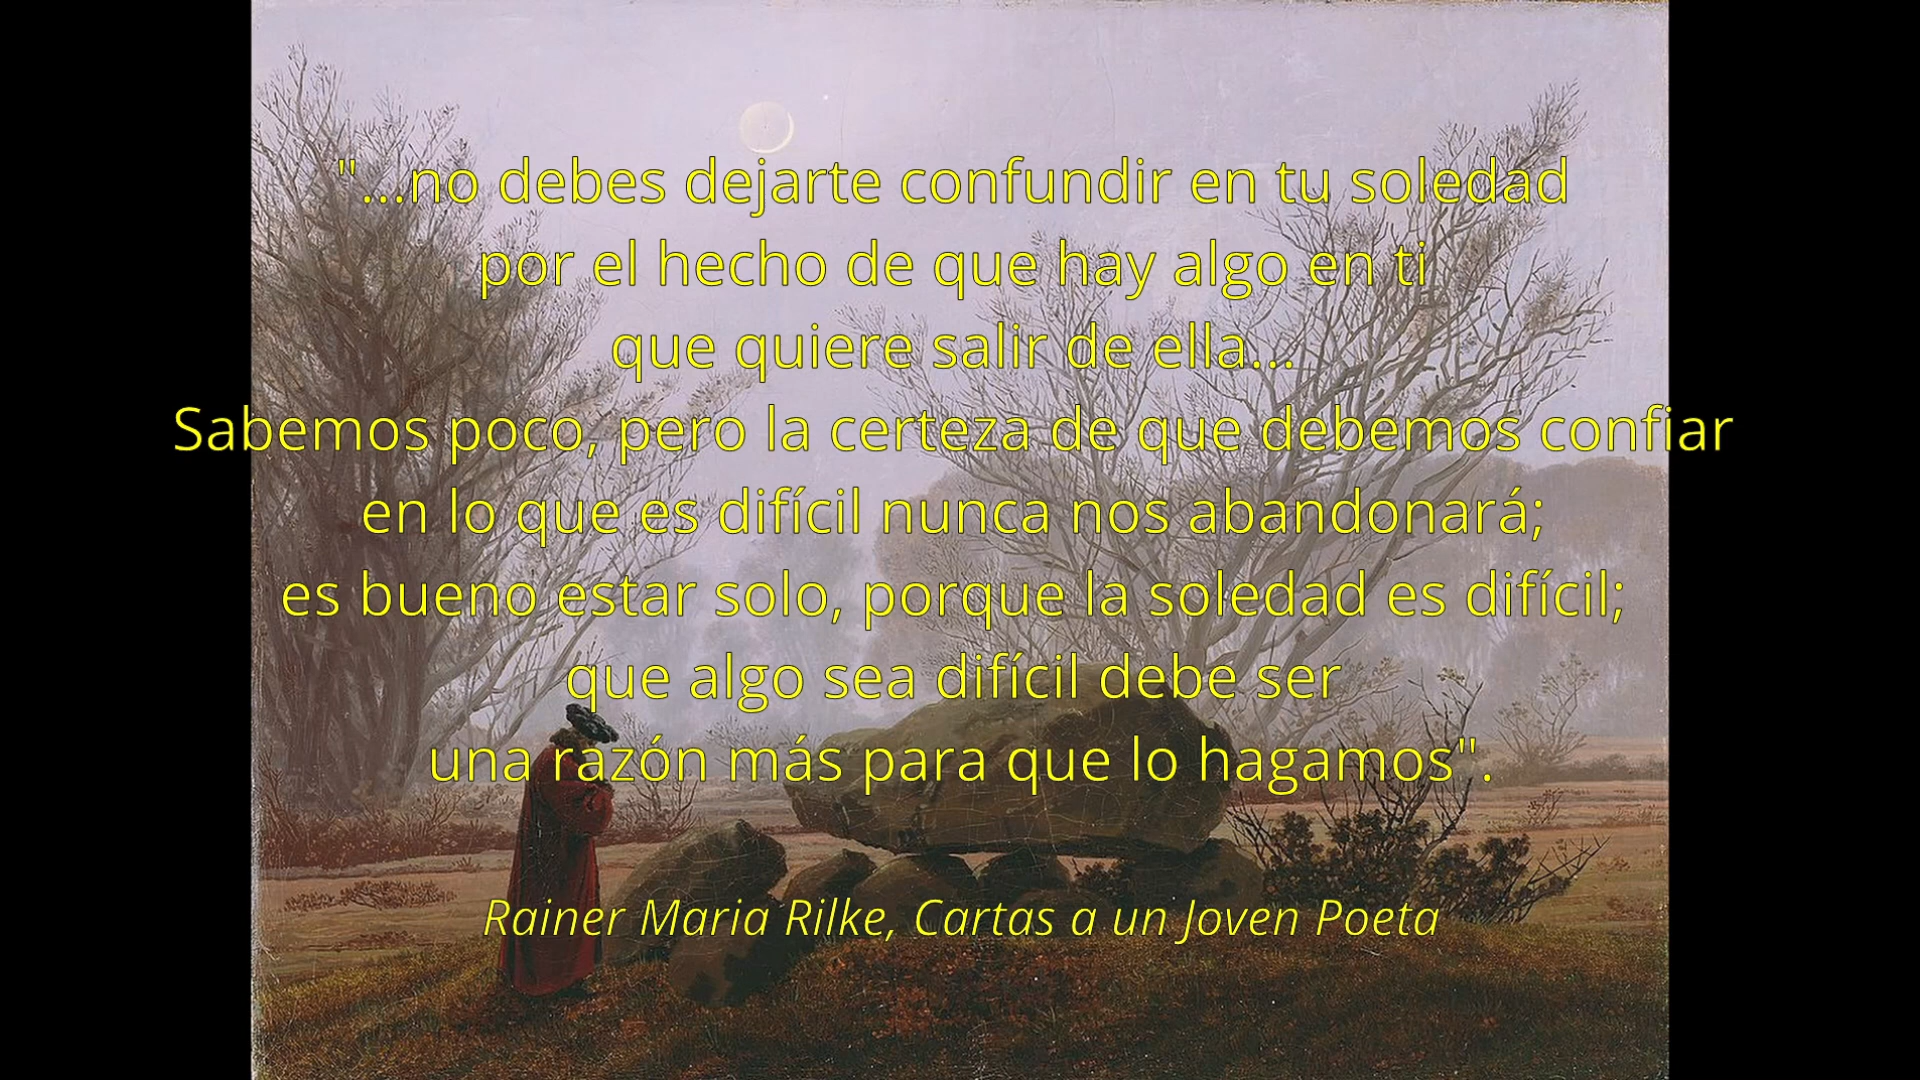 "...no debes dejarte confundir en tu soledad
por el hecho de que hay algo en ti
que quiere salir de ella...
Sabemos poco, pero la certeza de que debemos confiar
en lo que es difícil nunca nos abandonará;
es bueno estar solo, porque la soledad es difícil;
que algo sea difícil debe ser
una razón más para que lo hagamos".
Rainer Maria Rilke, Cartas a un Joven Poeta